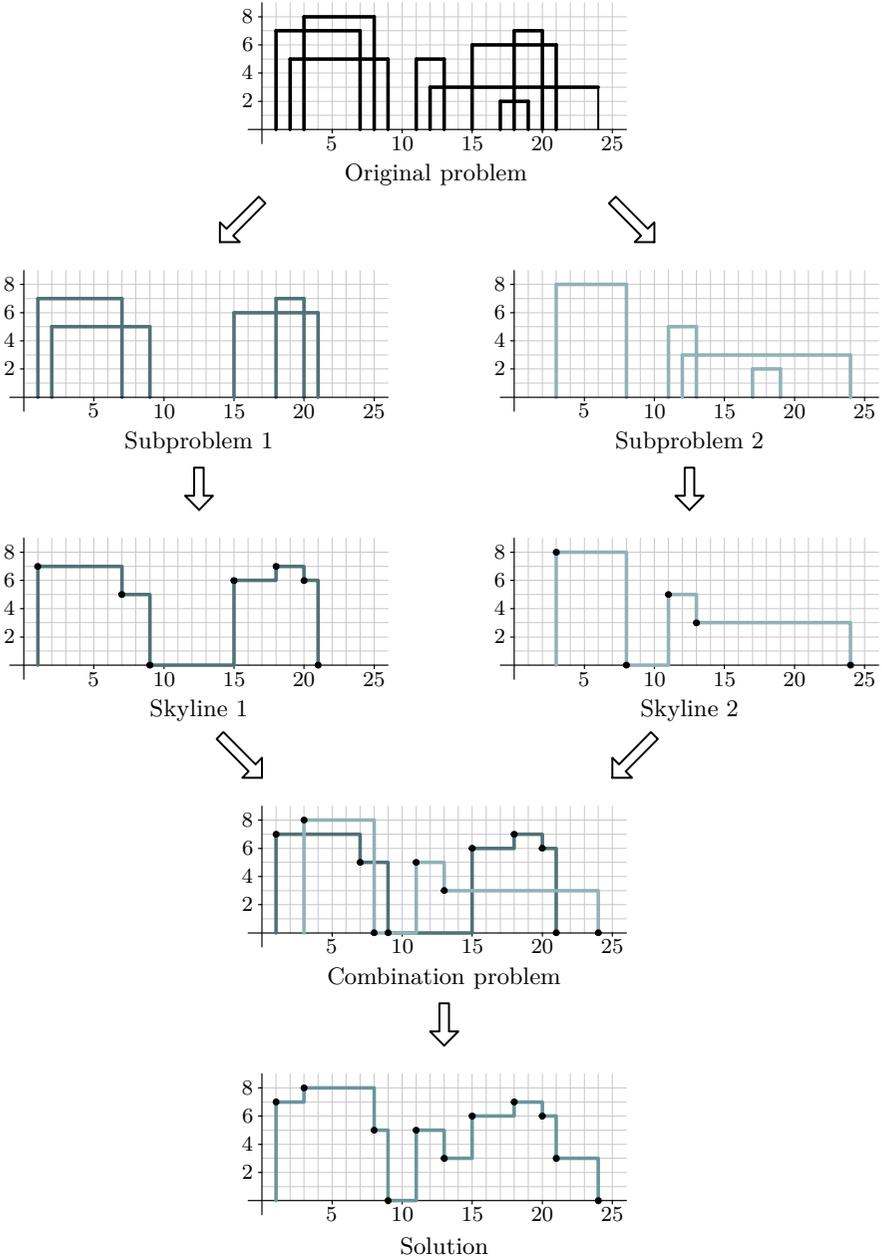 8
6
4
2
5 10 15 20 25
Original problem
8 8
6 6
4 4
2 2
5 10 15 20 25 5 10 15 20 25
Subproblem 1 Subproblem 2
8 8
6 6
4 4
2 2
5 10 15 20 25 5 10 15 20 25
Skyline 1 Skyline 2
8
6
4
2
5 10 15 20 25
Combination problem
8
6
4
2
5 10 15 20 25
Solution